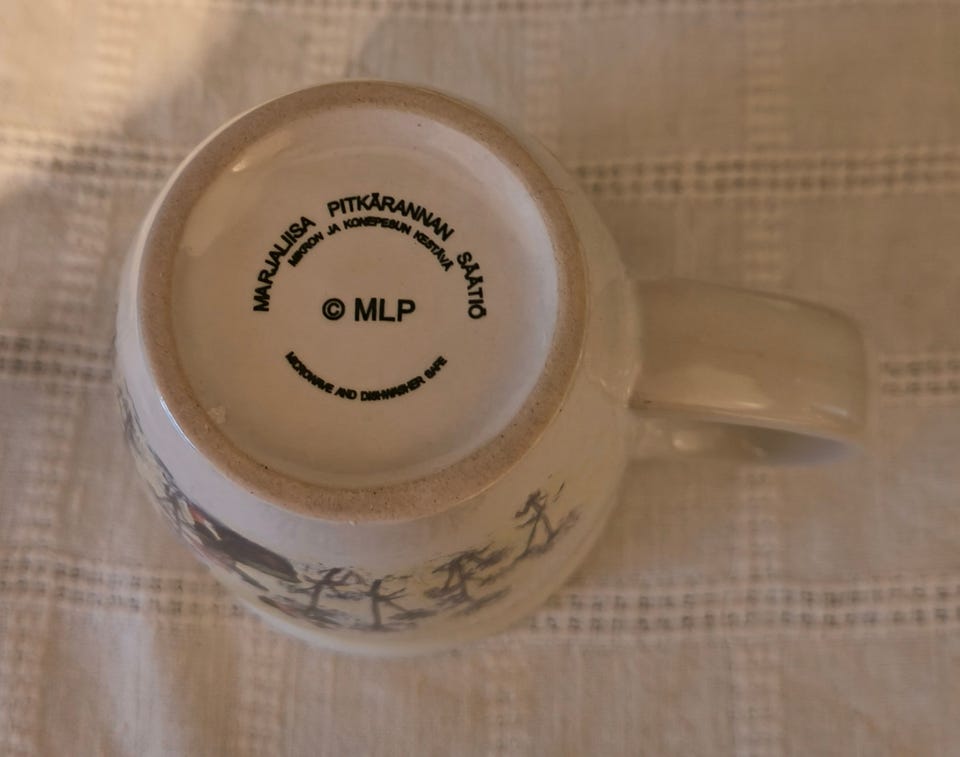 MARJALIISA PITKÄRANNAN SÄÄTIÖ
MIKRON JA KONEPESUN KESTÄVÄ
© MLP
MICROWAVE AND DISHWASHER SAFE